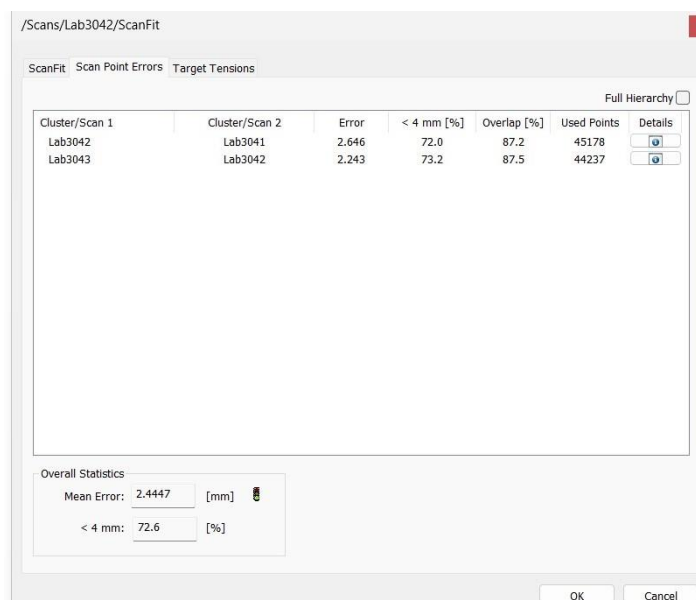 /Scans/Lab3042/ScanFit
ScanFit Scan Point Errors Target Tensions
Full Hierarchy
Cluster/Scan 1 Cluster/Scan 2 Error < 4 mm [%] Overlap [%] Used Points Details
Lab3042 Lab3041 2.646 72.0 87.2 45178
Lab3043 Lab3042 2.243 73.2 87.5 44237
Overall Statistics
Mean Error: 2.4447 [mm]
< 4 mm: 72.6 [%]
OK Cancel